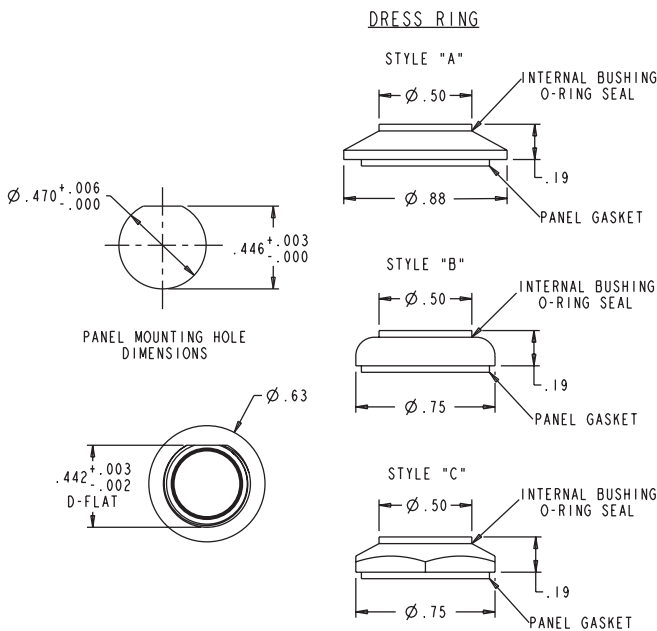 DRESS RING
STYLE "A"
INTERNAL BUSHING
O-RING SEAL
Ø.50
.19
Ø.88
PANEL GASKET
Ø.470 +.006
-.000
.446 +.003
-.000
PANEL MOUNTING HOLE
DIMENSIONS
STYLE "B"
INTERNAL BUSHING
O-RING SEAL
Ø.50
.19
Ø.75
PANEL GASKET
Ø.63
.442 +.003
-.002
D-FLAT
STYLE "C"
INTERNAL BUSHING
O-RING SEAL
Ø.50
.19
Ø.75
PANEL GASKET